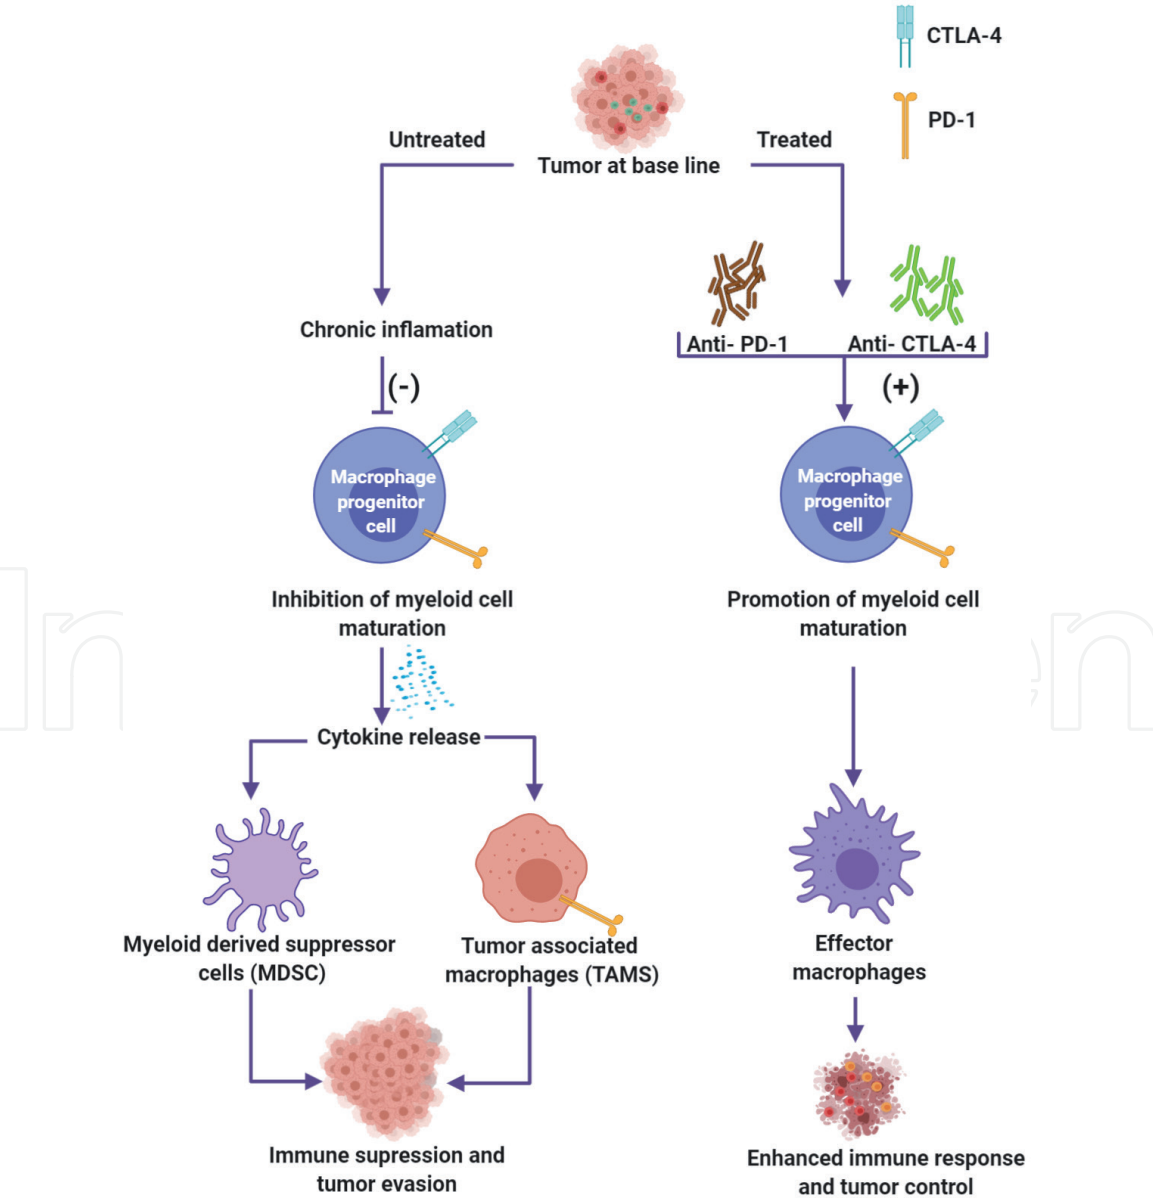 CTLA-4
PD-1
Untreated
Treated
Tumor at base line
Chronic inflamation
Anti- PD-1
Anti- CTLA-4
(-)
(+)
Macrophage
progenitor
cell
Macrophage
progenitor
cell
Inhibition of myeloid cell
maturation
Promotion of myeloid cell
maturation
Cytokine release
Myeloid derived suppressor
cells (MDSC)
Tumor associated
macrophages (TAMS)
Effector
macrophages
Immune supression and
tumor evasion
Enhanced immune response
and tumor control